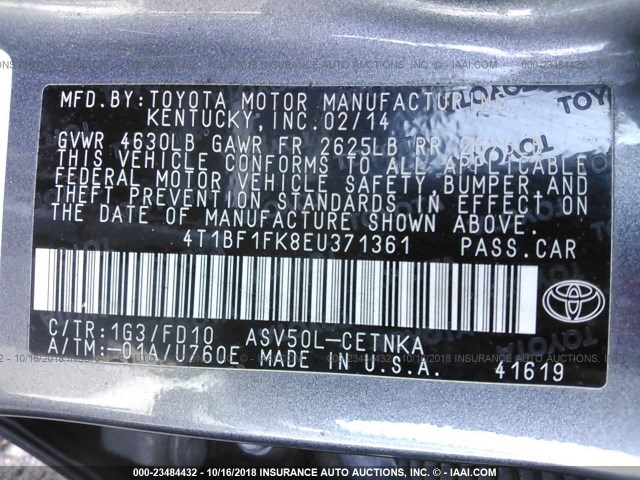 MFD.BY: TOYOTA MOTOR MANUFACTURING
KENTUCKY, INC. 02/14
GVWR 4630LB GAWR FR 2625LB RR
THIS VEHICLE CONFORMS TO ALL APPLICABLE
FEDERAL MOTOR VEHICLE SAFETY, BUMPER, AND
THEFT PREVENTION STANDARDS IN EFFECT ON
THE DATE OF MANUFACTURE SHOWN ABOVE.
4T1BF1FK8EU371361 PASS.CAR
C/TR:1G3/FD10 ASV50L-CETNKA
A/TM:-01A/U760E MADE IN U.S.A. 41619
TOYOTA
000-23484432 - 10/16/2018 INSURANCE AUTO AUCTIONS INC. - © IAAI.COM